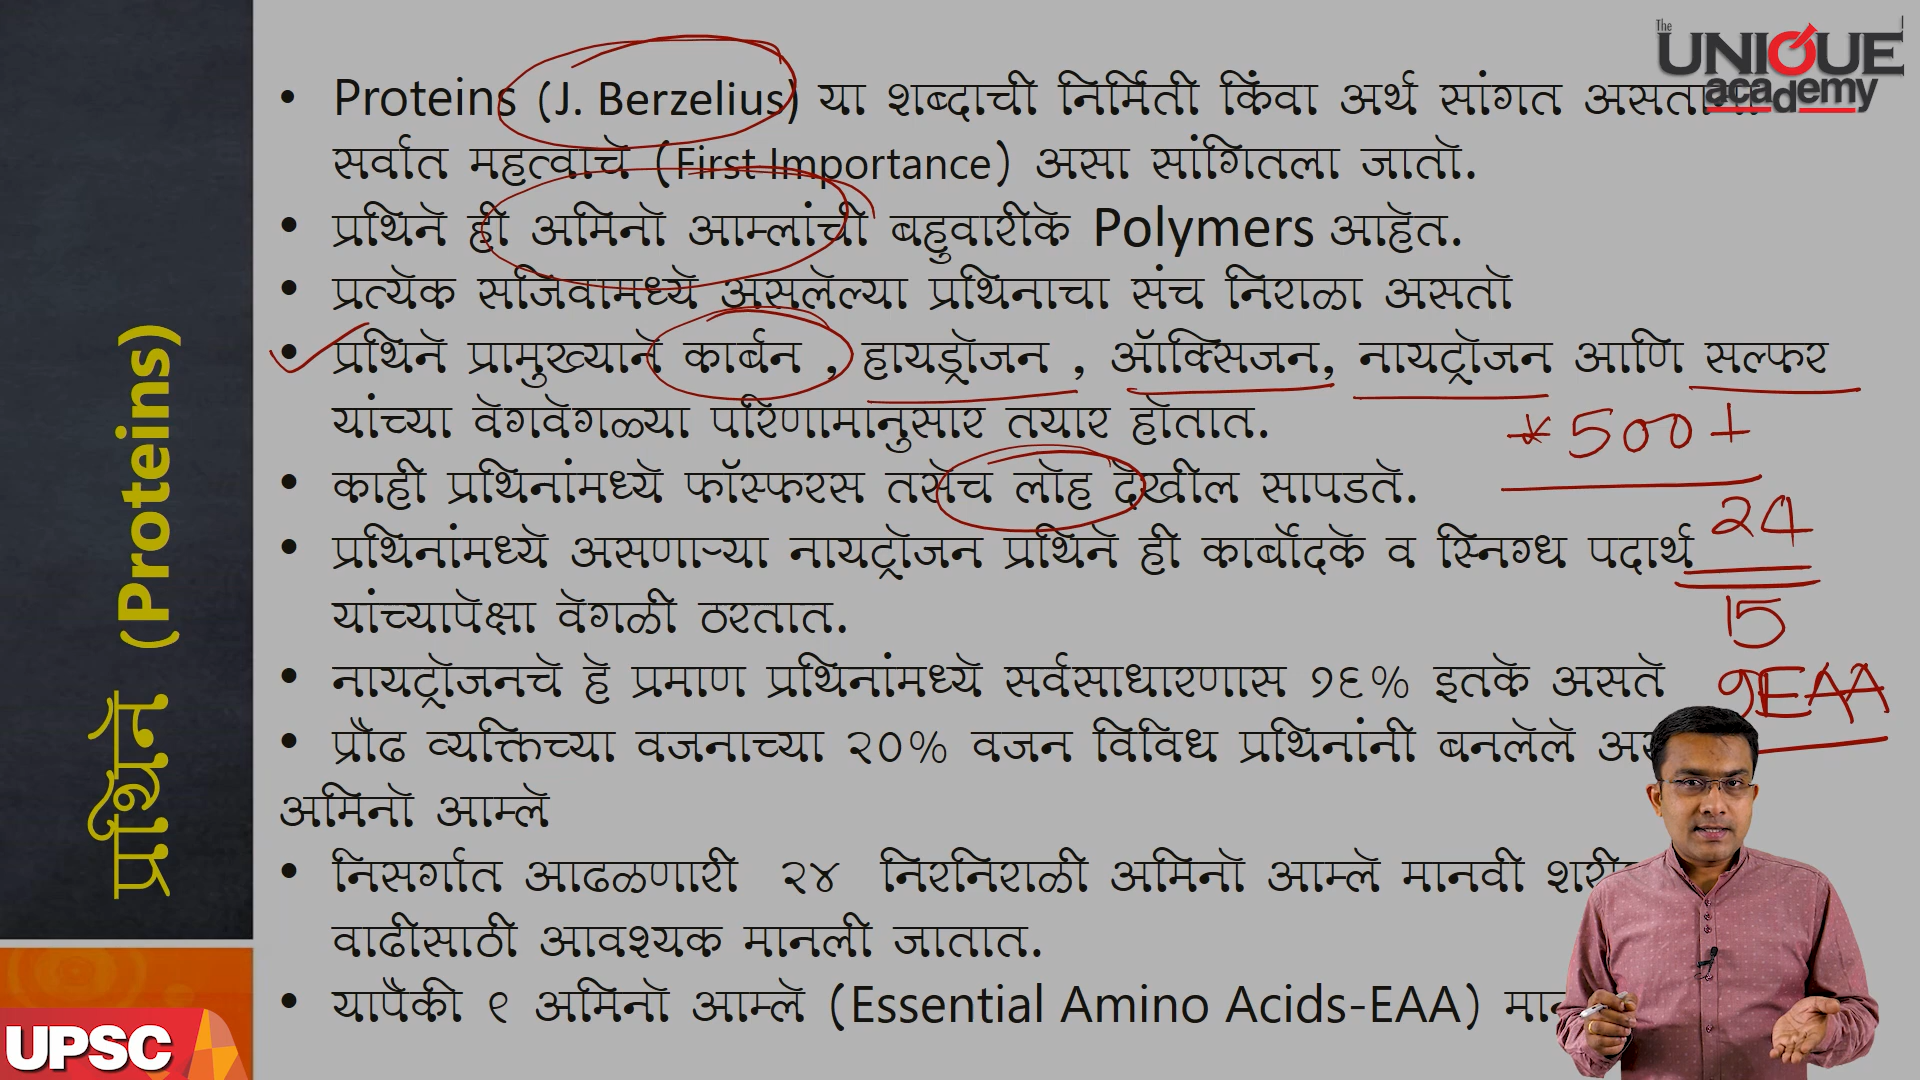 The UNIQUE academy
Proteins (J. Berzelius) या शब्दाची निर्मिती किंवा अर्थ सांगत
सर्वात महत्वाचे (First Importance) असा सांगितला जातो.
प्रथिने ही अमिनो आम्लांची बहुवारीके Polymers आहेत.
प्रत्येक सजिवामध्ये असलेल्या प्रथिनाचा संच निराळा असतो
प्रथिने प्रामुख्याने कार्बन , हायड्रोजन , ऑक्सिजन, नायट्रोजन आणि सल्फर
यांच्या वेगवेगळ्या परिणामानुसार तयार होतात.
* 500 +
काही प्रथिनांमध्ये फॉस्फरस तसेच लोह देखील सापडते.
24
प्रथिनांमध्ये असणाऱ्या नायट्रोजन प्रथिने ही कार्बोदके व स्निग्ध पदार्थ
यांच्यापेक्षा वेगळी ठरतात.
15
नायट्रोजनचे हे प्रमाण प्रथिनांमध्ये सर्वसाधारणास १६% इतके असते
9EAA
प्रौढ व्यक्तिच्या वजनाच्या २०% वजन विविध प्रथिनांनी बनलेले
अमिनो आम्ले
निसर्गात आढळणारी २४ निरनिराळी अमिनो आम्ले मानवी
वाढीसाठी आवश्यक मानली जातात.
यापैकी ९ अमिनो आम्ले (Essential Amino Acids-EAA)
प्रथिने (Proteins)
UPSC